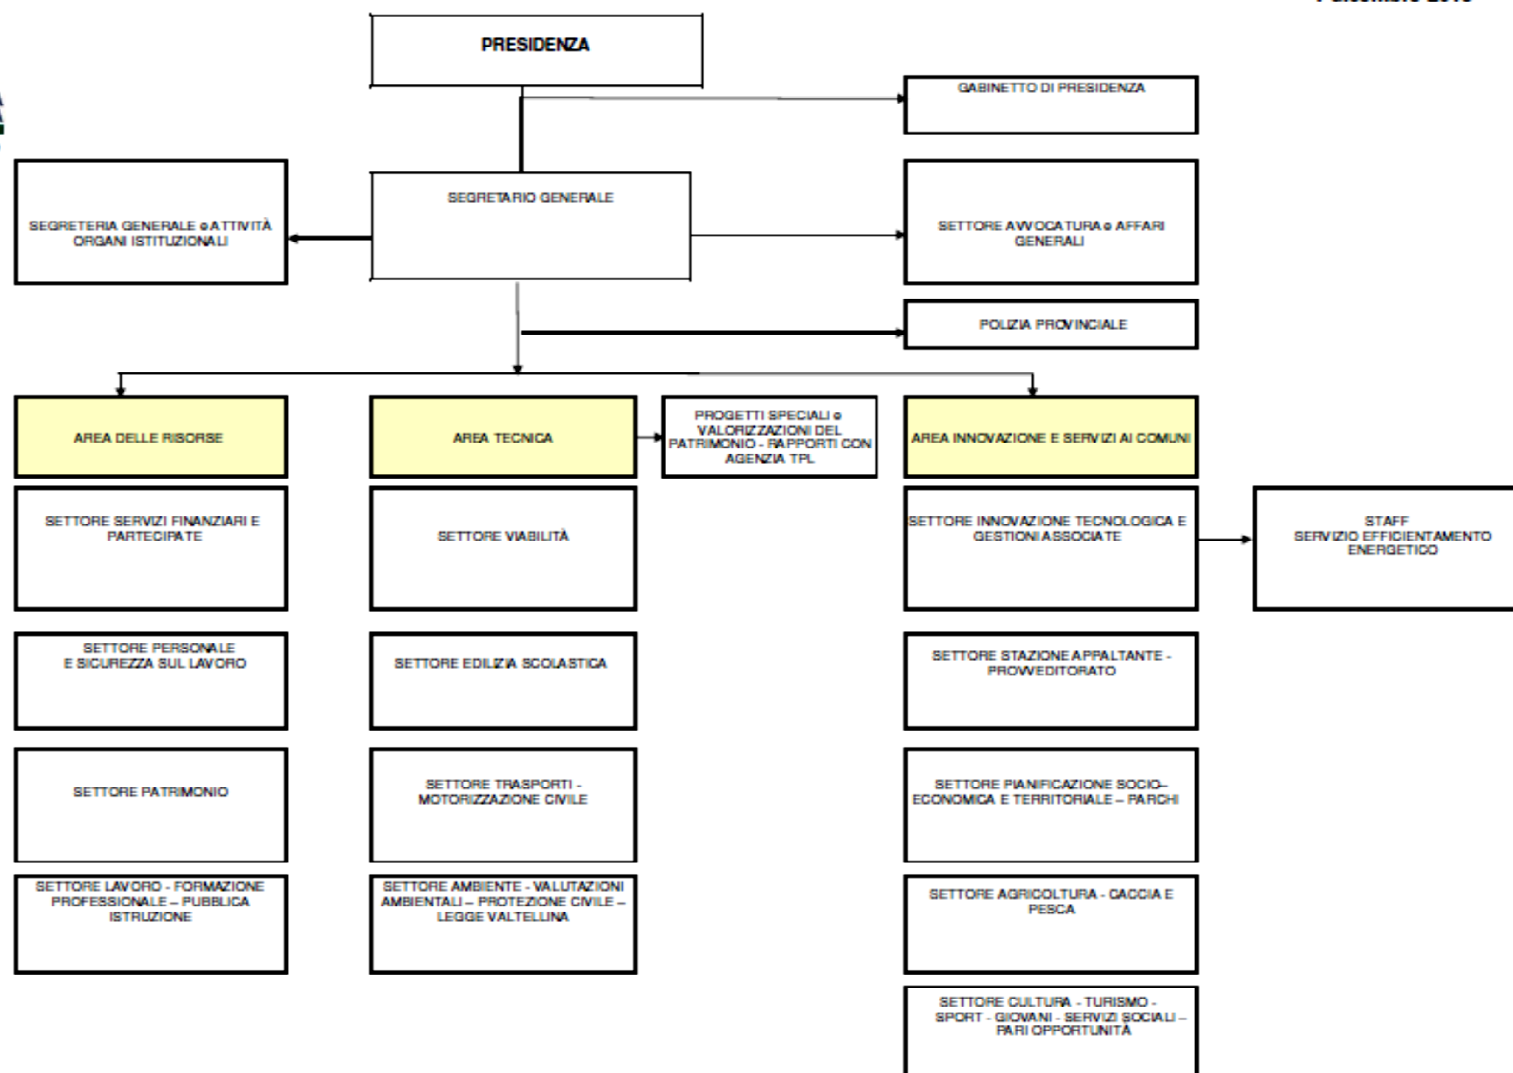 PRESIDENZA
GABINETTO DI PRESIDENZA
SEGRETARIO GENERALE
SEGRETERIA GENERALE e ATTIVITÀ
ORGANI ISTITUZIONALI
SETTORE AVVOCATURA e AFFARI
GENERALI
POLIZIA PROVINCIALE
AREA DELLE RISORSE
AREA TECNICA
PROGETTI SPECIALI e
VALORIZZAZIONI DEL
PATRIMONIO - RAPPORTI CON
AGENZIA TPL
AREA INNOVAZIONE E SERVIZI AI COMUNI
SETTORE SERVIZI FINANZIARI E
PARTECIPATE
SETTORE VIABILITÀ
SETTORE INNOVAZIONE TECNOLOGICA E
GESTIONI ASSOCIATE
STAFF
SERVIZIO EFFICIENTAMENTO
ENERGETICO
SETTORE PERSONALE
E SICUREZZA SUL LAVORO
SETTORE EDILIZIA SCOLASTICA
SETTORE STAZIONE APPALTANTE -
PROVVEDITORATO
SETTORE PATRIMONIO
SETTORE TRASPORTI -
MOTORIZZAZIONE CIVILE
SETTORE PIANIFICAZIONE SOCIO–
ECONOMICA E TERRITORIALE – PARCHI
SETTORE LAVORO - FORMAZIONE
PROFESSIONALE – PUBBLICA
ISTRUZIONE
SETTORE AMBIENTE - VALUTAZIONI
AMBIENTALI – PROTEZIONE CIVILE –
LEGGE VALTELLINA
SETTORE AGRICOLTURA - CACCIA E
PESCA
SETTORE CULTURA - TURISMO -
SPORT - GIOVANI - SERVIZI SOCIALI –
PARI OPPORTUNITÀ